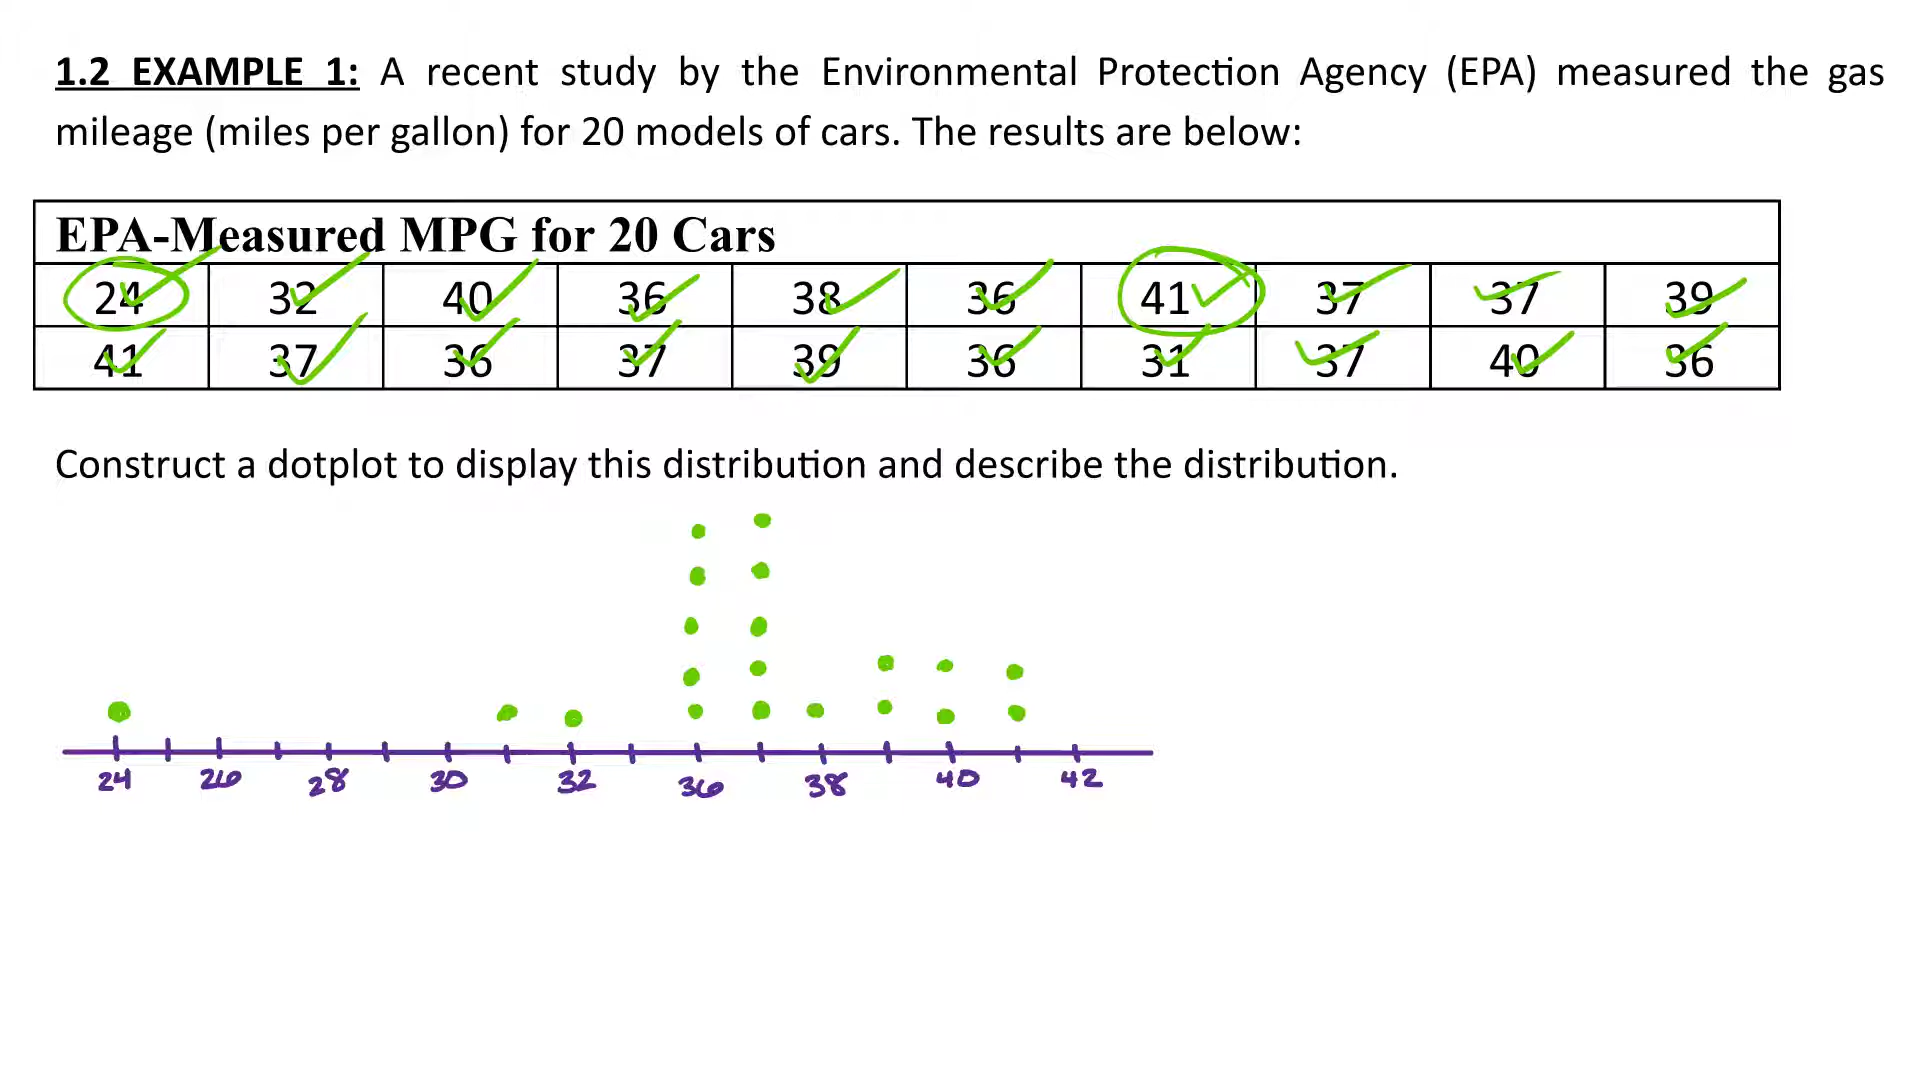 1.2 EXAMPLE 1: A recent study by the Environmental Protection Agency (EPA) measured the gas
mileage (miles per gallon) for 20 models of cars. The results are below:
EPA-Measured MPG for 20 Cars
24 32 40 36 38 36 41 37 37 39
41 37 36 37 39 36 31 37 40 36
Construct a dotplot to display this distribution and describe the distribution.
24 26 28 30 32 36 38 40 42